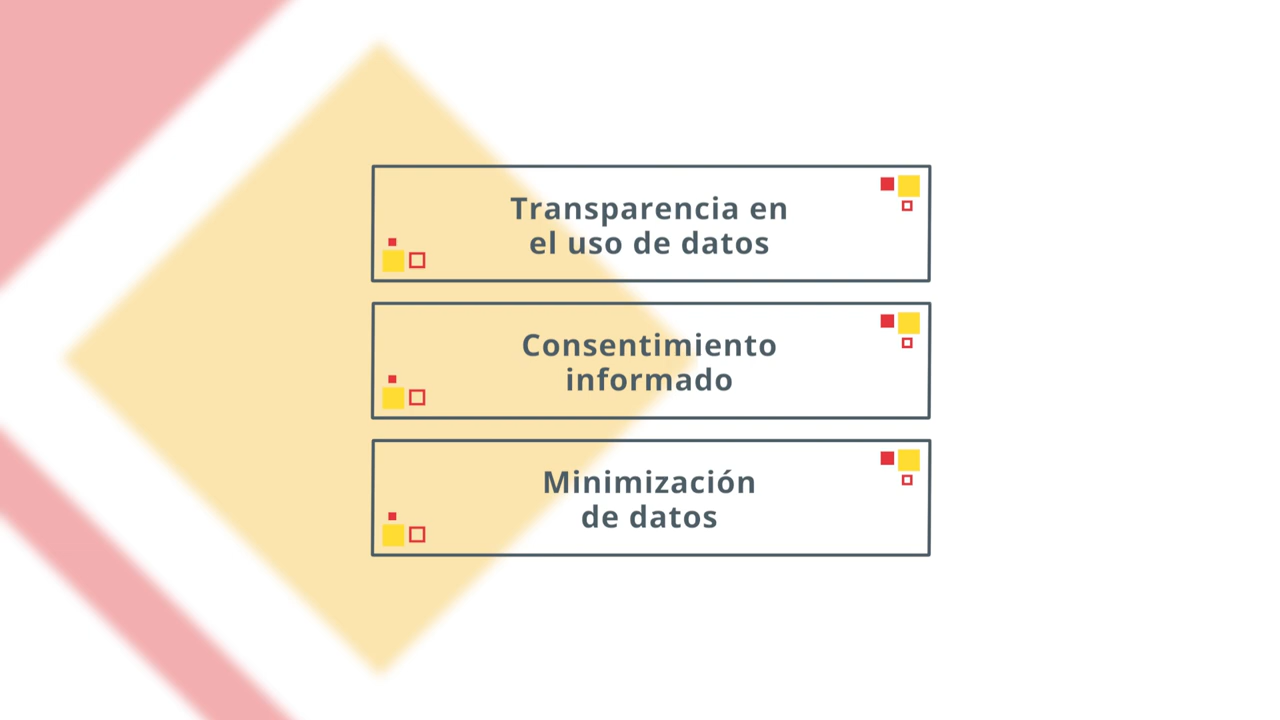 Transparencia en
el uso de datos
Consentimiento
informado
Minimización
de datos